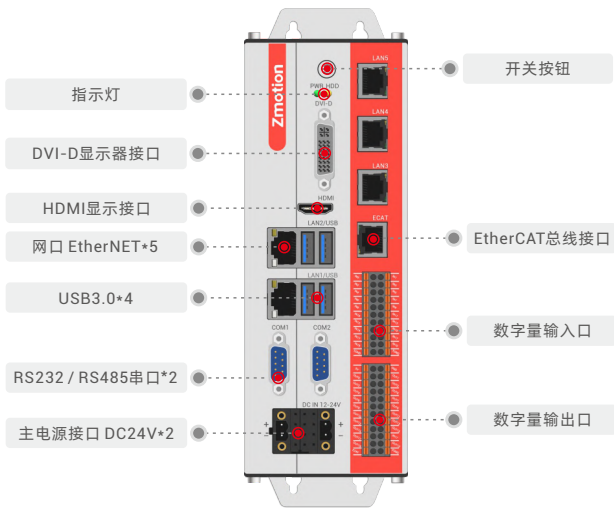 指示灯
DVI-D显示器接口
HDMI显示接口
网口 EtherNET*5
USB3.0*4
RS232 / RS485串口*2
主电源接口 DC24V*2
Zmotion
PWR HDD
DVI-D
HDMI
LAN2/USB
LAN1/USB
COM1
COM2
DC IN 12-24V
+
−
+
−
LAN5
LAN4
LAN3
ECAT
开关按钮
EtherCAT总线接口
数字量输入口
数字量输出口